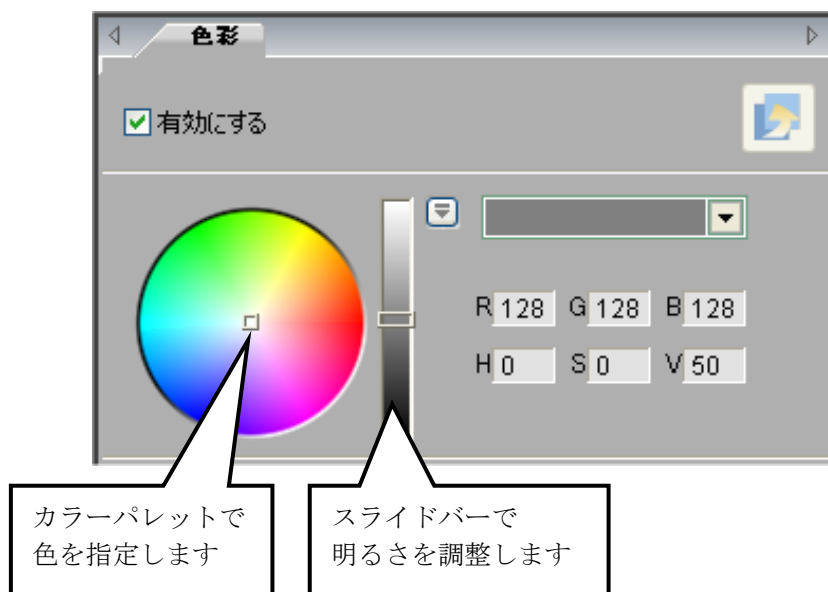 色彩
有効にする
R 128 G 128 B 128
H 0 S 0 V 50
カラーパレットで
色を指定します
スライドバーで
明るさを調整します